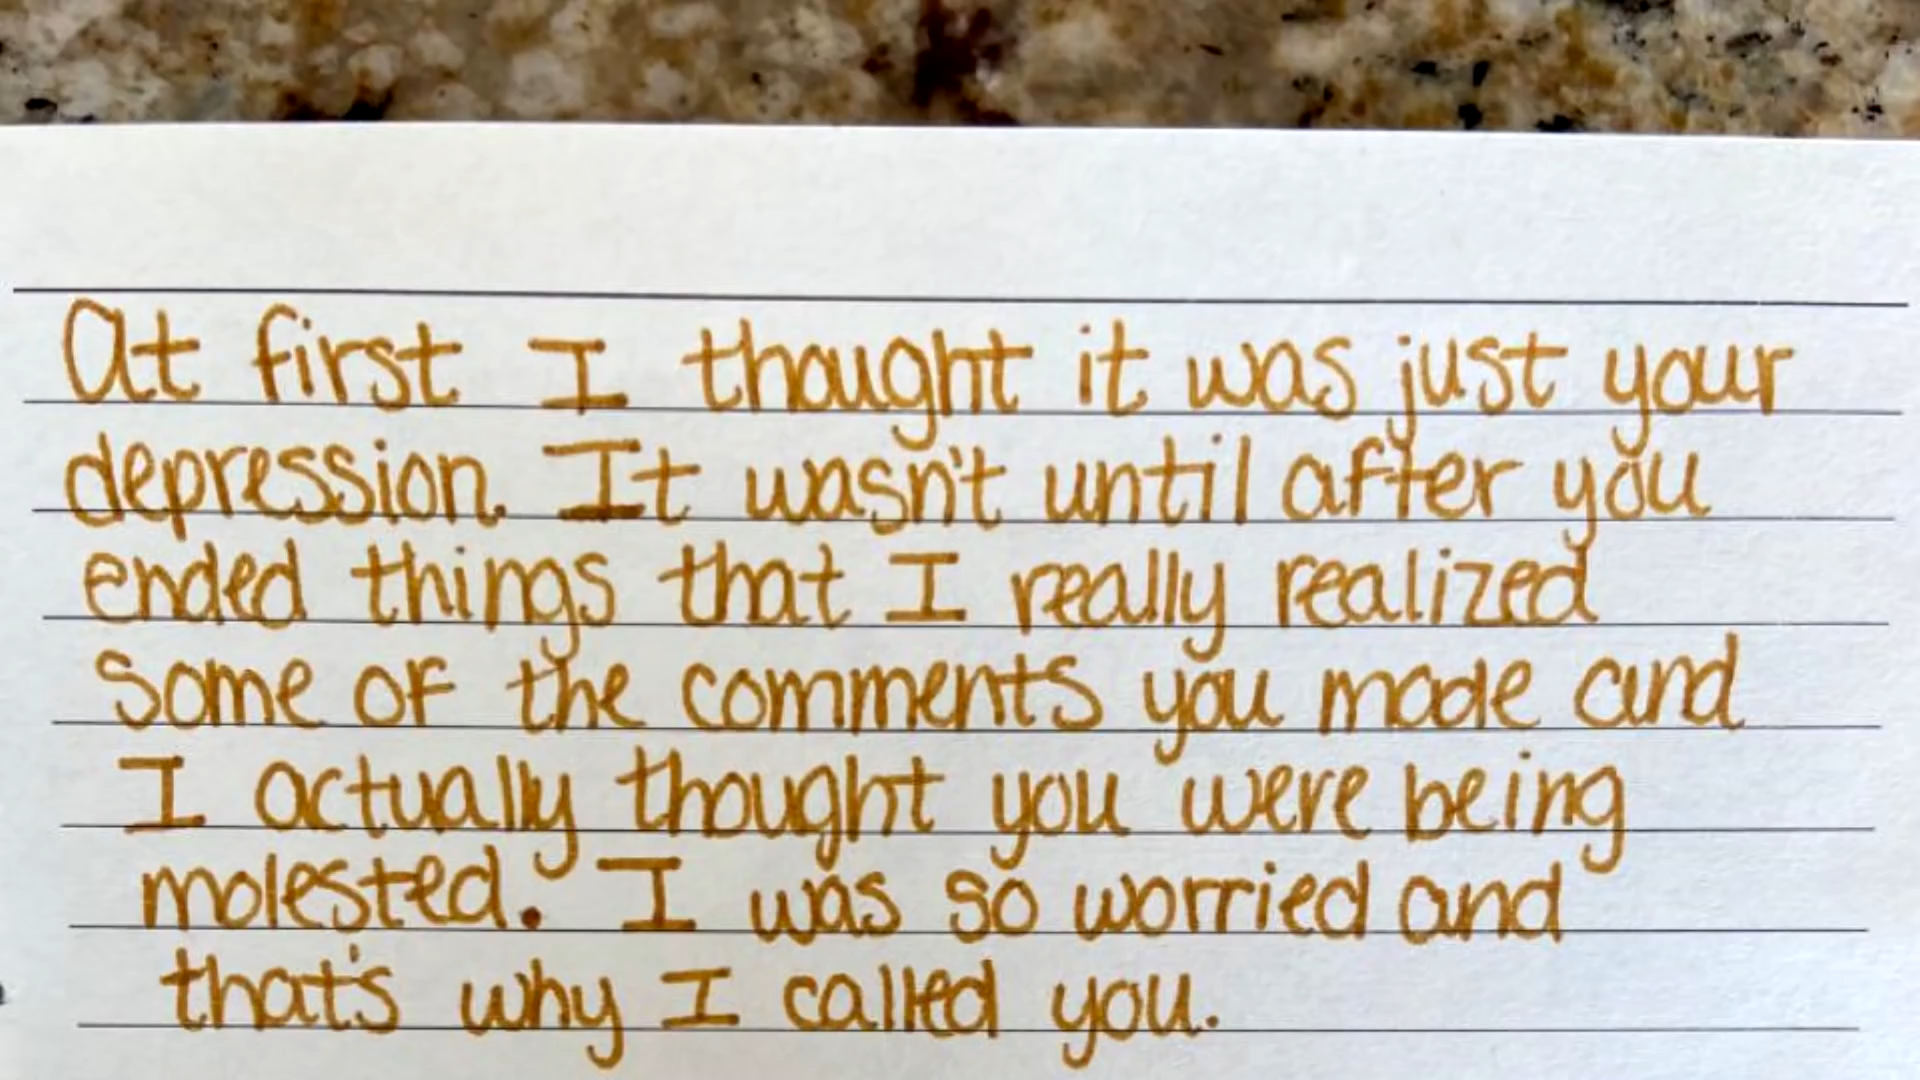 At first I thought it was just your
depression. It wasn't until after you
ended things that I really realized
some of the comments you made and
I actually thought you were being
molested. I was so worried and
that's why I called you.